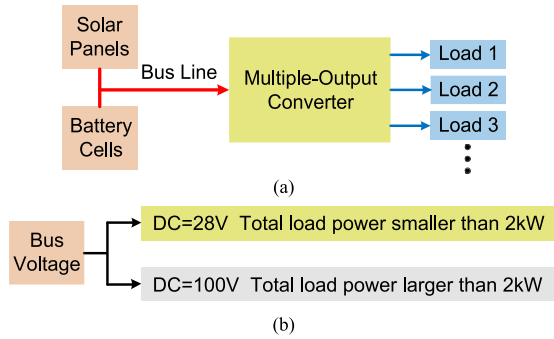 Solar
Panels
Bus Line
Battery
Cells
Multiple-Output
Converter
Load 1
Load 2
Load 3
(a)
Bus
Voltage
DC=28V Total load power smaller than 2kW
DC=100V Total load power larger than 2kW
(b)